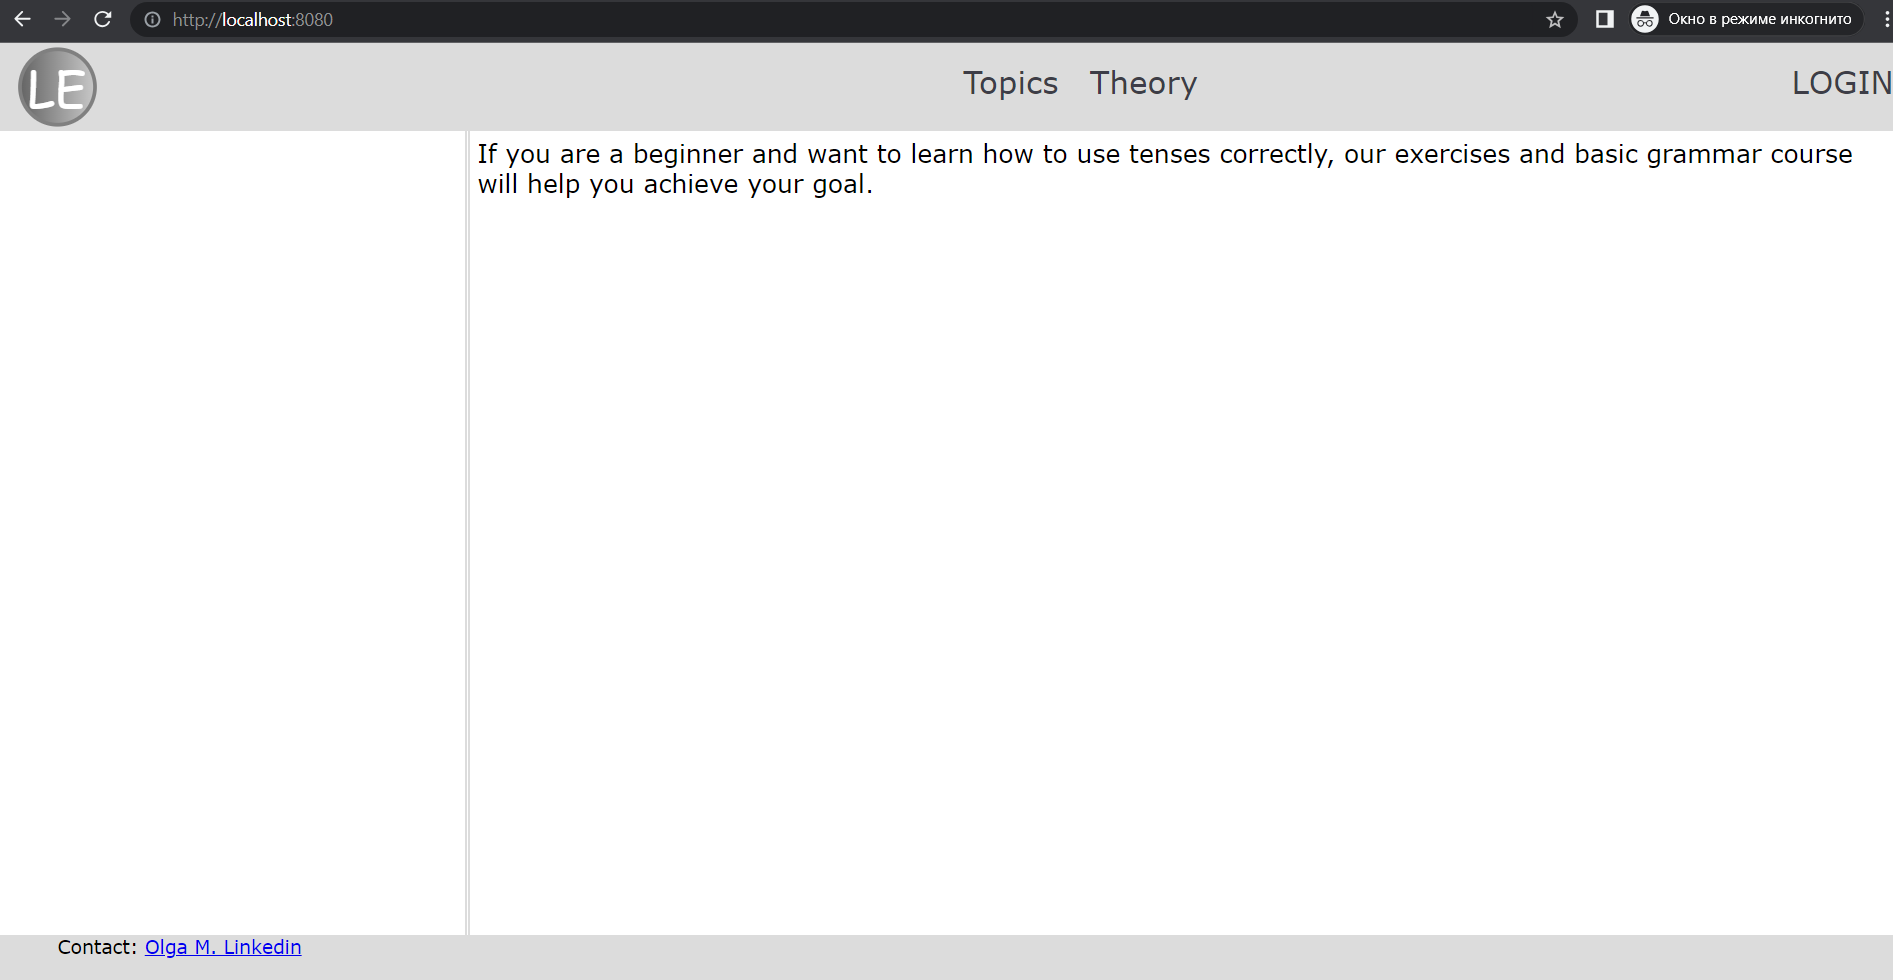 http://localhost:8080
Окно в режиме инкогнито
LE
Topics Theory
LOGIN
If you are a beginner and want to learn how to use tenses correctly, our exercises and basic grammar course
will help you achieve your goal.
Contact: Olga M. Linkedin